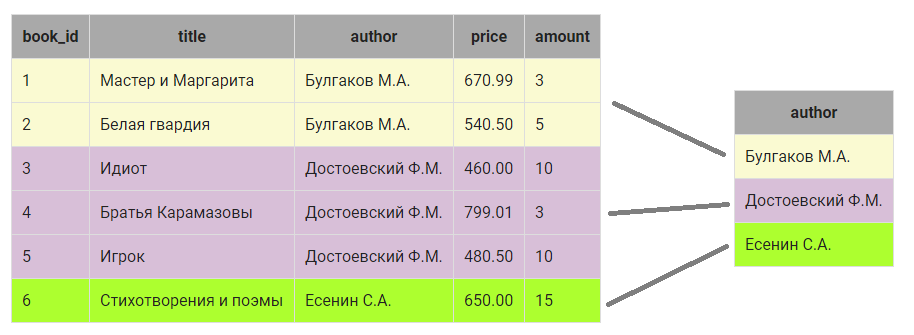 book_id title author price amount
1 Мастер и Маргарита Булгаков М.А. 670.99 3
2 Белая гвардия Булгаков М.А. 540.50 5
3 Идиот Достоевский Ф.М. 460.00 10
4 Братья Карамазовы Достоевский Ф.М. 799.01 3
5 Игрок Достоевский Ф.М. 480.50 10
6 Стихотворения и поэмы Есенин С.А. 650.00 15
author
Булгаков М.А.
Достоевский Ф.М.
Есенин С.А.